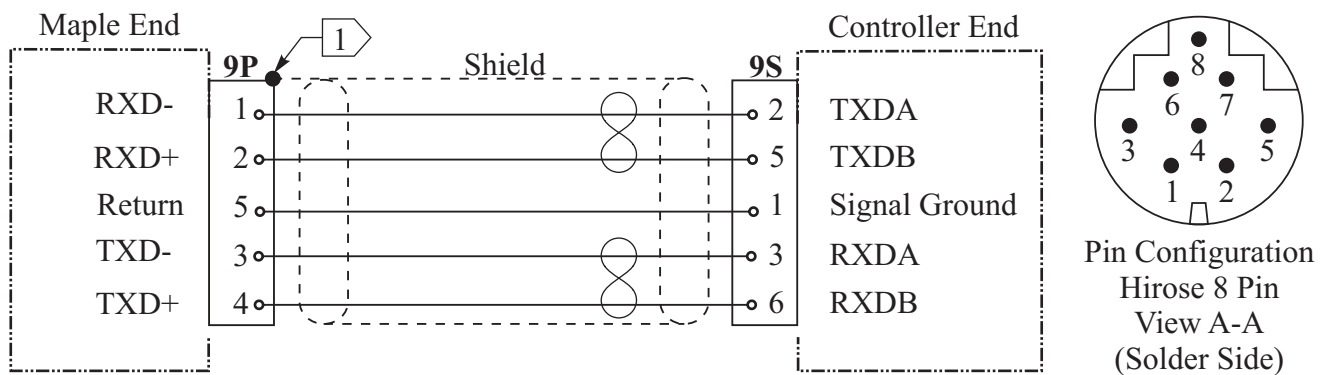 Maple End
1
Controller End
9P
Shield
9S
RXD- 1 2 TXDA
RXD+ 2 5 TXDB
Return 5 1 Signal Ground
TXD- 3 3 RXDA
TXD+ 4 6 RXDB
8
6 7
3 4 5
1 2
Pin Configuration
Hirose 8 Pin
View A-A
(Solder Side)